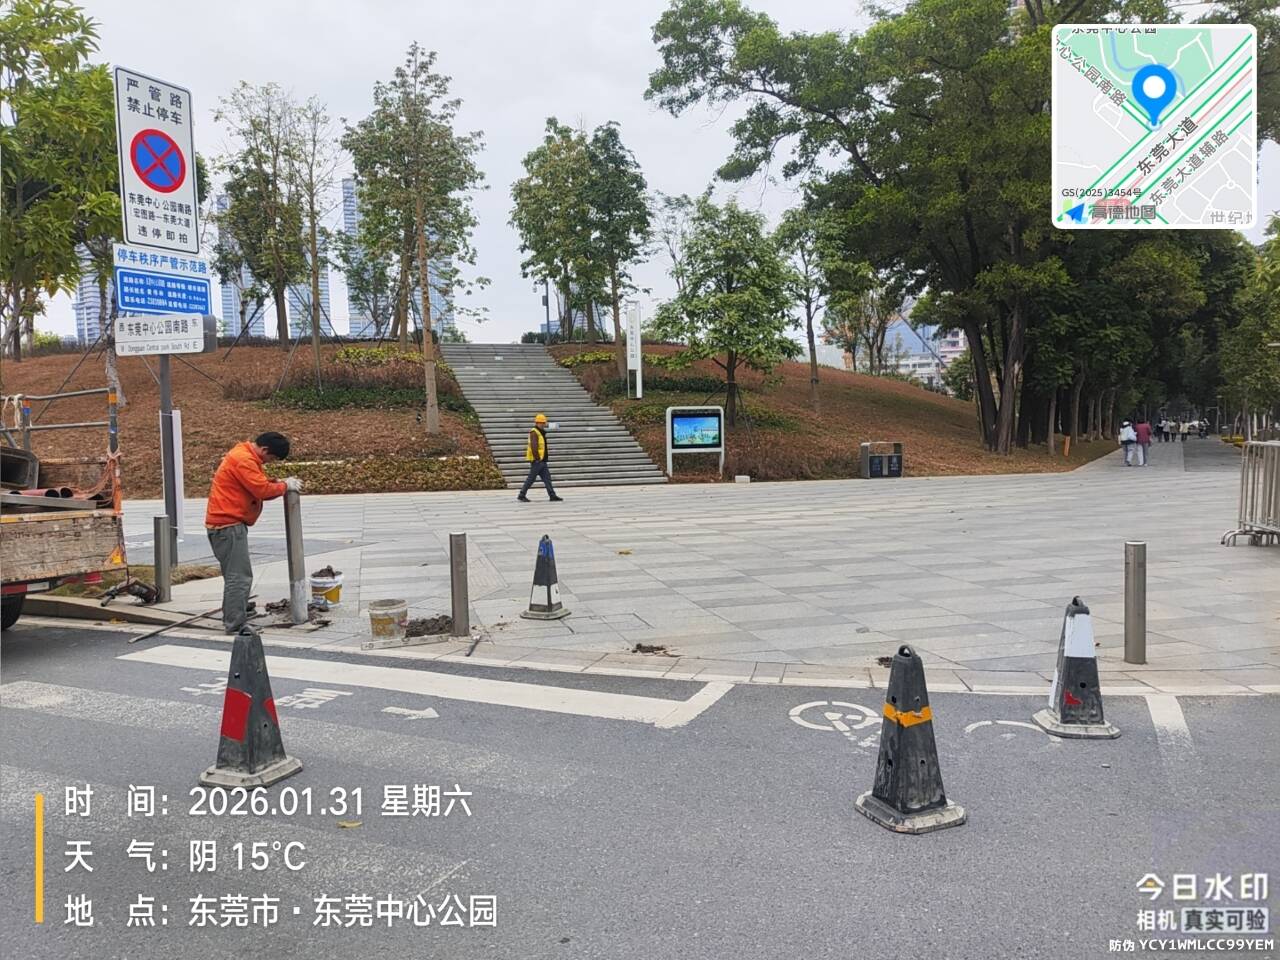 严管路
禁止停车
东莞中心公园南路
(宏图路—东莞大道)
违停即拍
停车秩序严管示范路
西 东莞中心公园南路 东
W Dongguan Central park South Rd E
东莞中心公园
中心公园南路
东莞大道
东莞大道辅路
GS(2025)3454号
高德地图
世纪城
时 间: 2026.01.31 星期六
天 气: 阴 15°C
地 点: 东莞市·东莞中心公园
今日水印
相机 真实可验
防伪 YCY1WMLCC99YEM